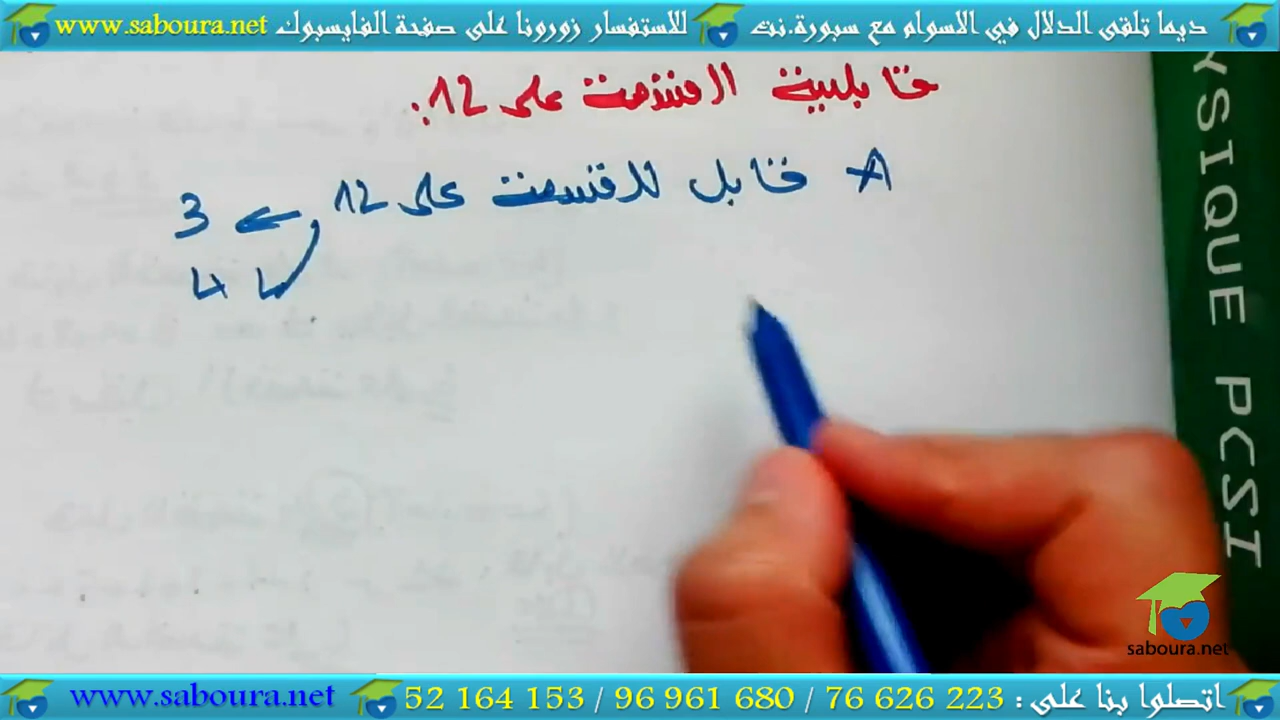 ديما تلقى الدلال في الاسوام مع سبورة.نت للاستفسار زورونا على صفحة الفايسبوك www.saboura.net
قابلية القسمة على 12:
A قابل للقسمة على 12 ← 3
4
YSIQUE PCSI
saboura.net
اتصلوا بنا على : 52 164 153 / 96 961 680 / 76 626 223 www.saboura.net